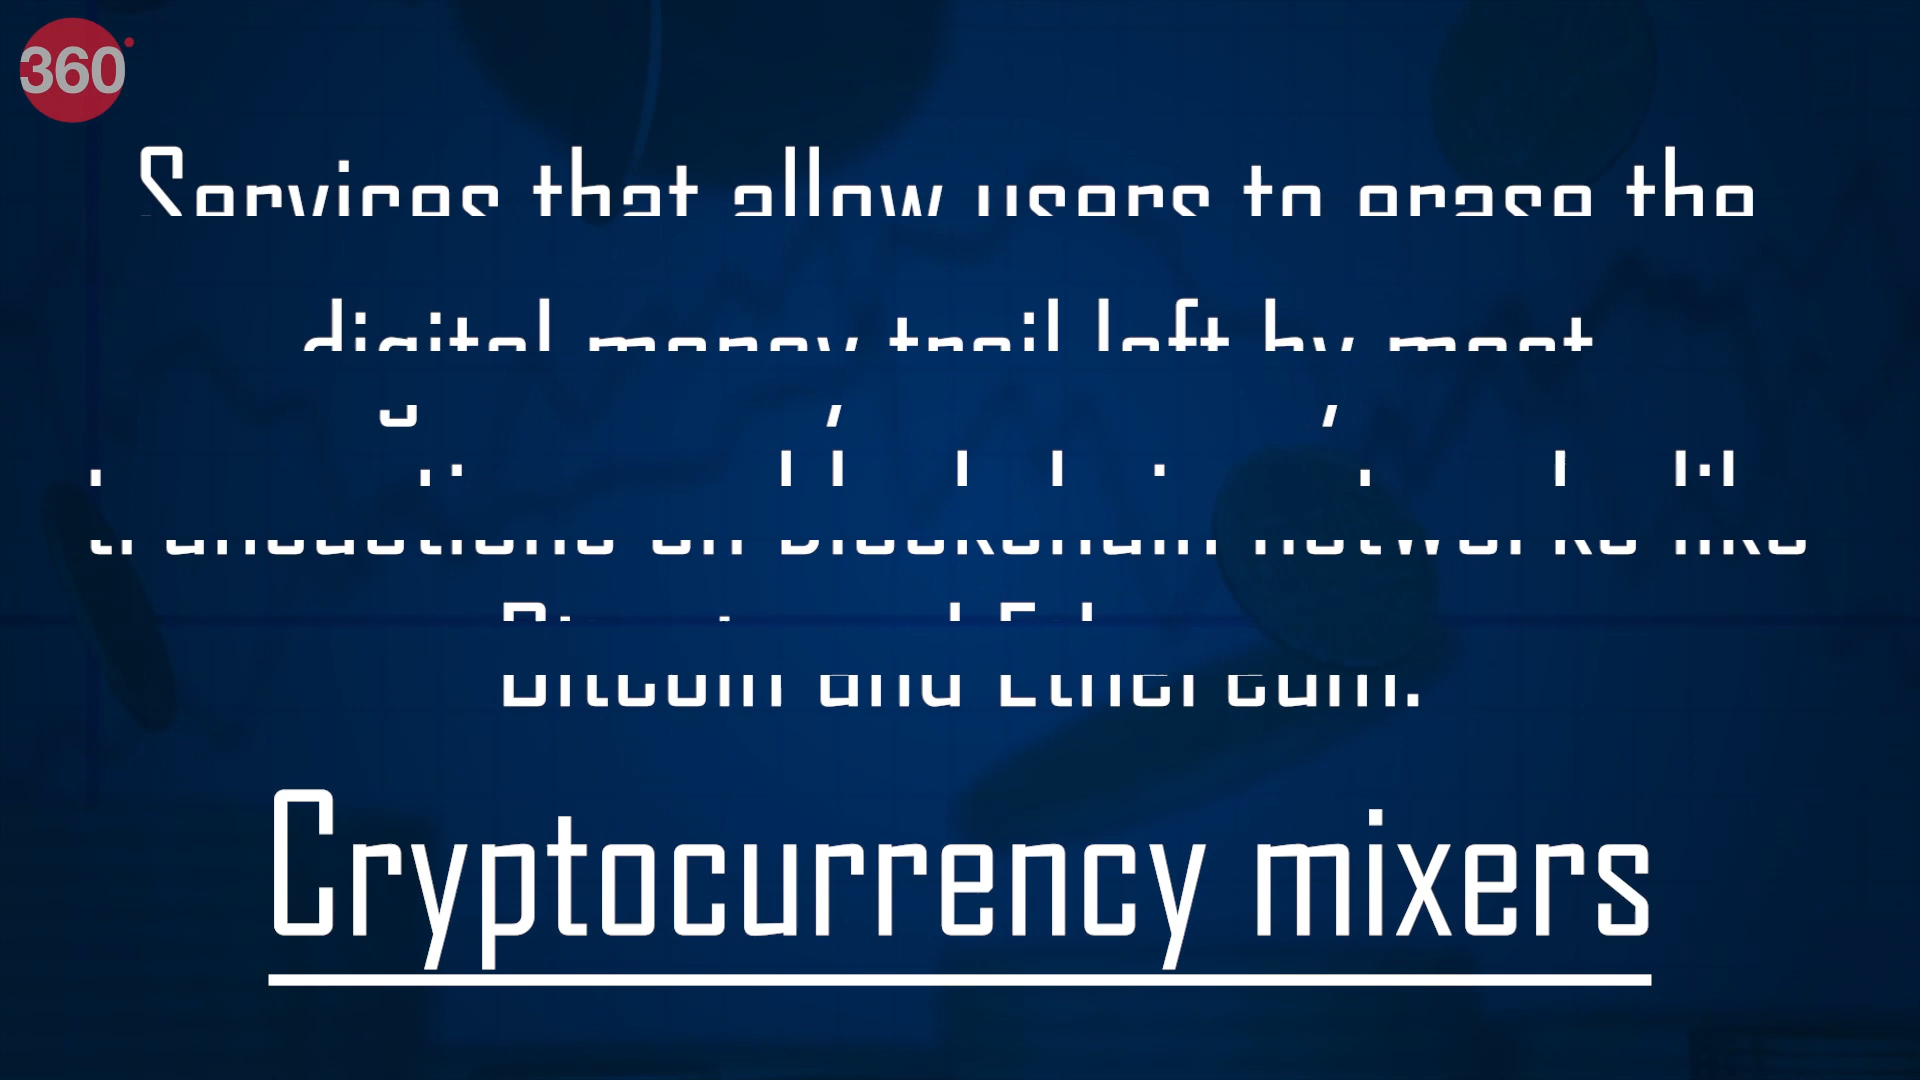 360°
Services that allow users to erase the
digital money trail left by most
transactions on blockchain networks like
Bitcoin and Ethereum.
Cryptocurrency mixers